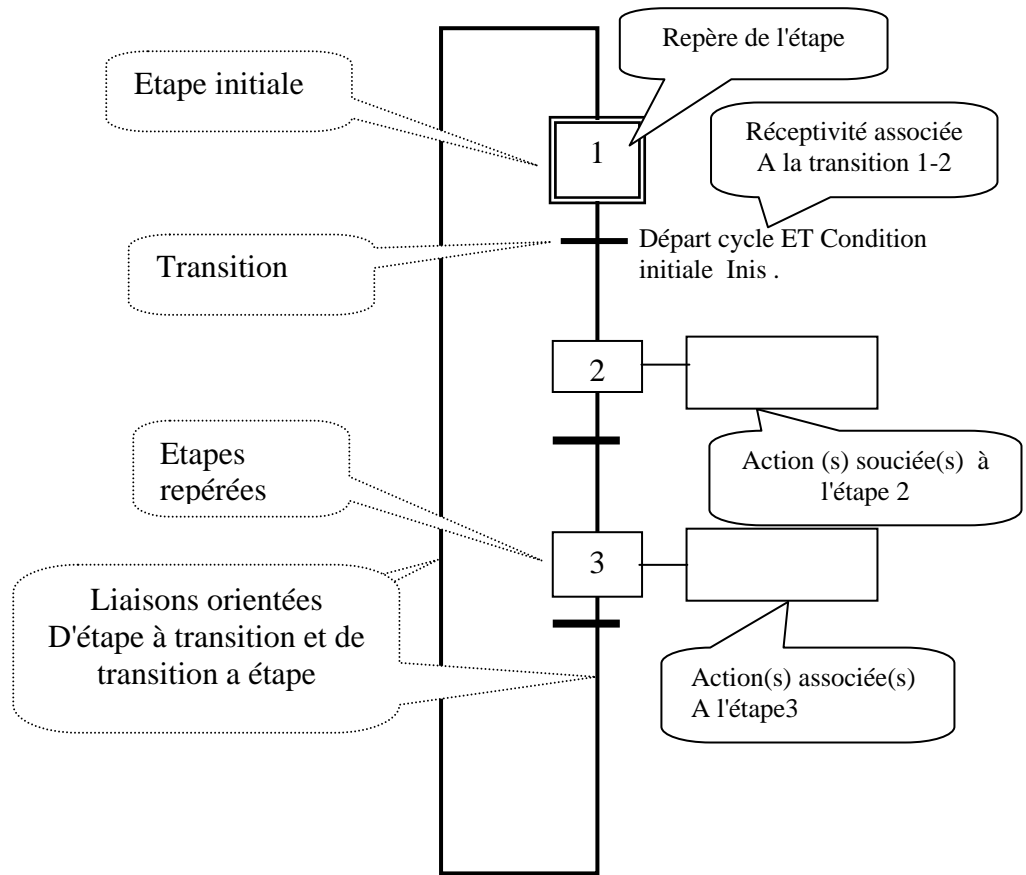 Repère de l'étape
Etape initiale
Réceptivité associée
A la transition 1-2
1
Départ cycle ET Condition
initiale Inis .
Transition
2
Action (s) souciée(s) à
l'étape 2
Etapes
repérées
3
Liaisons orientées
D'étape à transition et de
transition a étape
Action(s) associée(s)
A l'étape3